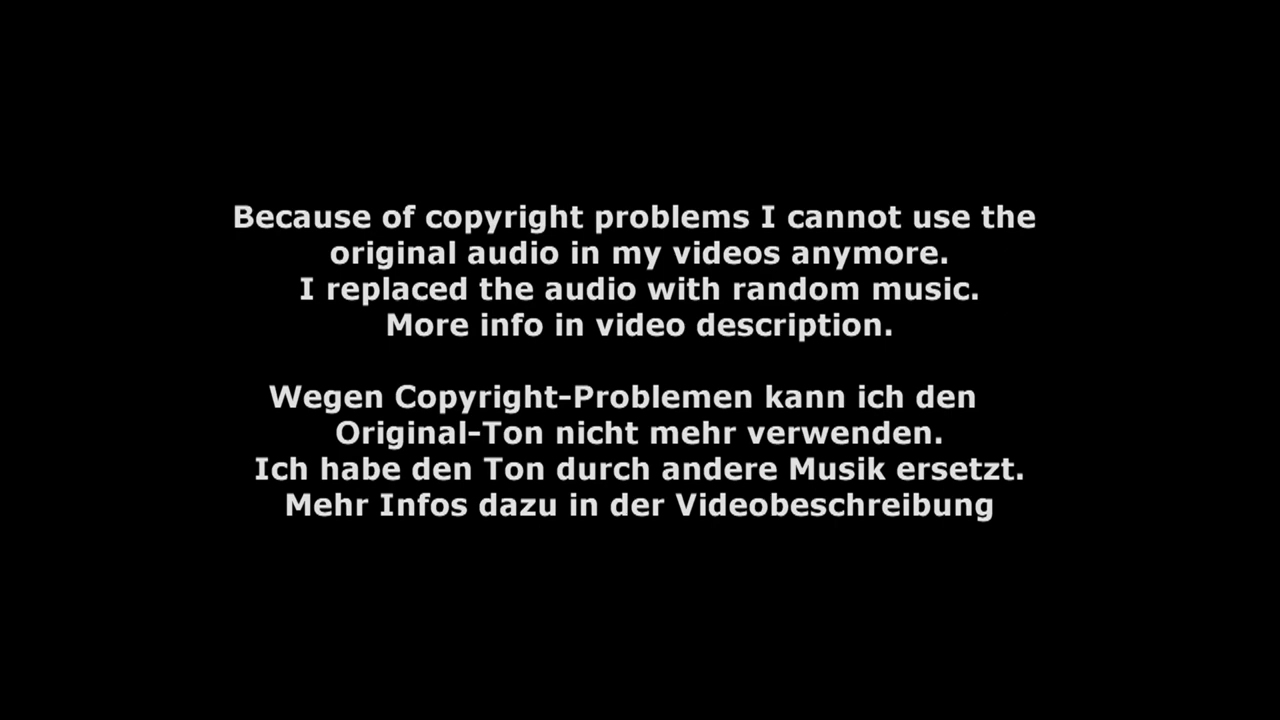 Because of copyright problems I cannot use the
original audio in my videos anymore.
I replaced the audio with random music.
More info in video description.
Wegen Copyright-Problemen kann ich den
Original-Ton nicht mehr verwenden.
Ich habe den Ton durch andere Musik ersetzt.
Mehr Infos dazu in der Videobeschreibung